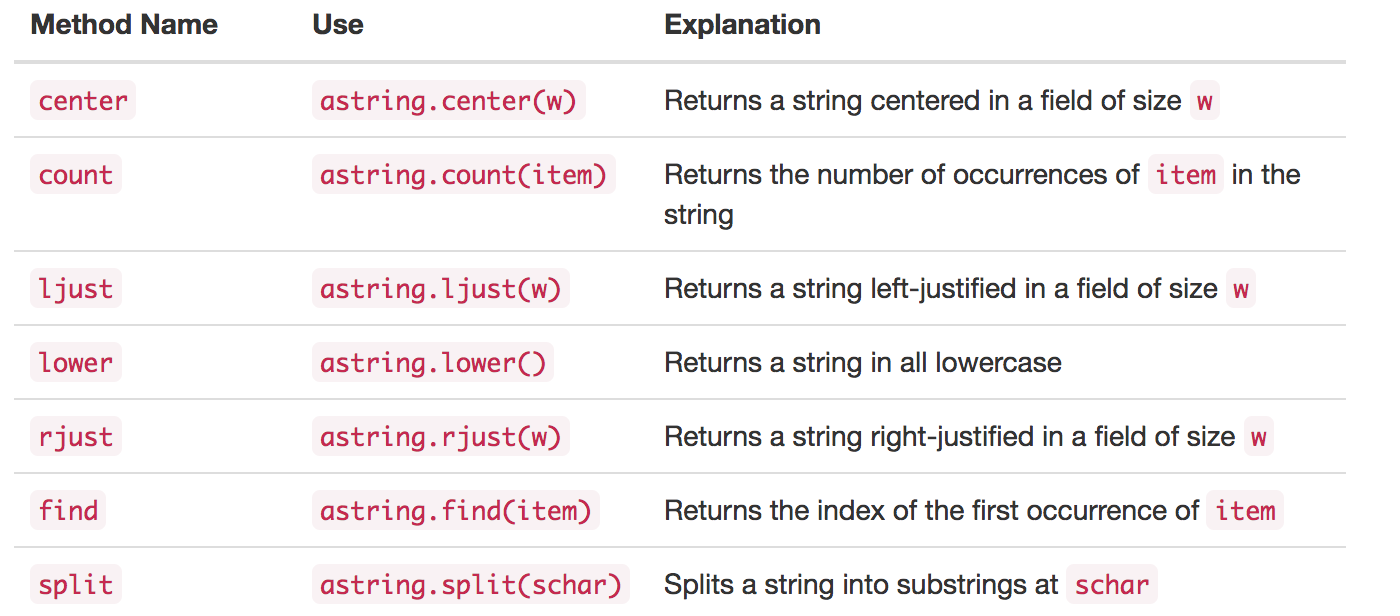 Method Name Use Explanation
center astring.center(w) Returns a string centered in a field of size w
count astring.count(item) Returns the number of occurrences of item in the
string
ljust astring.ljust(w) Returns a string left-justified in a field of size w
lower astring.lower() Returns a string in all lowercase
rjust astring.rjust(w) Returns a string right-justified in a field of size w
find astring.find(item) Returns the index of the first occurrence of item
split astring.split(schar) Splits a string into substrings at schar